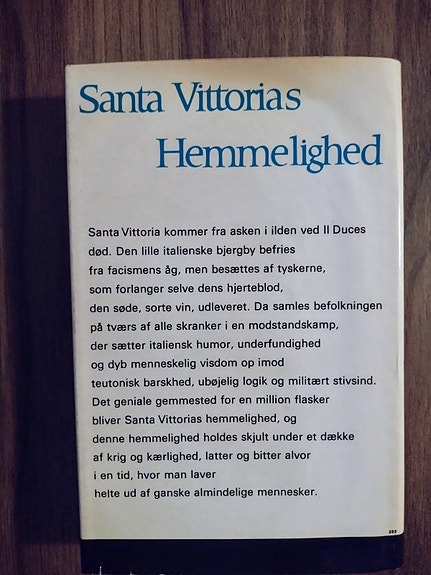 Santa Vittorias
Hemmelighed
Santa Vittoria kommer fra asken i ilden ved Il Duces
død. Den lille italienske bjergby befries
fra facismens åg, men besættes af tyskerne,
som forlanger selve dens hjerteblod,
den søde, sorte vin, udleveret. Da samles befolkningen
på tværs af alle skranker i en modstandskamp,
der sætter italiensk humor, underfundighed
og dyb menneskelig visdom op imod
teutonisk barskhed, ubøjelig logik og militært stivsind.
Det geniale gemmested for en million flasker
bliver Santa Vittorias hemmelighed, og
denne hemmelighed holdes skjult under et dække
af krig og kærlighed, latter og bitter alvor
i en tid, hvor man laver
helte ud af ganske almindelige mennesker.